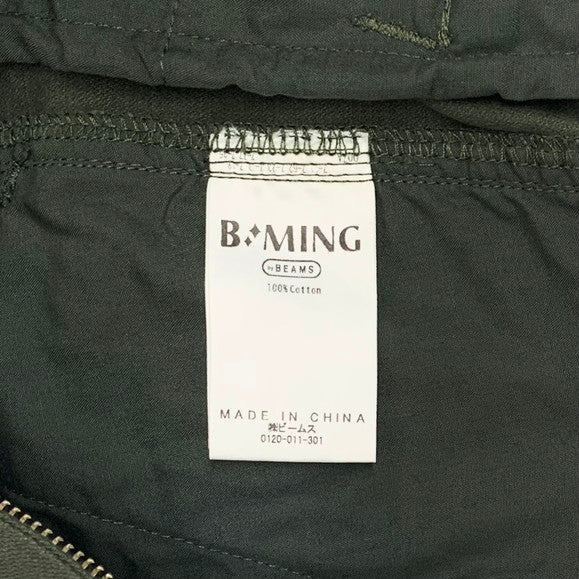 B✦MING
by BEAMS
100% Cotton
MADE IN CHINA
㈱ビームス
0120-011-301